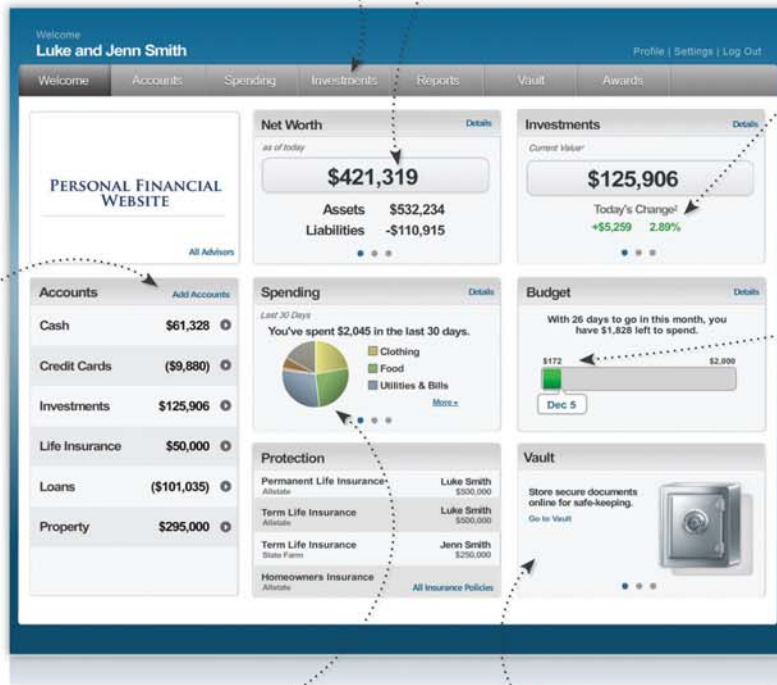 Welcome
Luke and Jenn Smith
Profile | Settings | Log Out
Welcome Accounts Spending Investments Reports Vault Awards
PERSONAL FINANCIAL
WEBSITE
All Advisors
Net Worth Details
as of today
$421,319
Assets $532,234
Liabilities -$110,915
Investments Details
Current Value¹
$125,906
Today's Change²
+$5,259 2.89%
Accounts Add Accounts
Cash $61,328
Credit Cards ($9,880)
Investments $125,906
Life Insurance $50,000
Loans ($101,035)
Property $295,000
Spending Details
Last 30 Days
You've spent $2,045 in the last 30 days.
Clothing
Food
Utilities & Bills
More »
Budget Details
With 26 days to go in this month, you
have $1,828 left to spend.
$172 $2,000
Dec 5
Protection
Permanent Life Insurance Luke Smith
Allstate $500,000
Term Life Insurance Luke Smith
Allstate $500,000
Term Life Insurance Jenn Smith
State Farm $250,000
Homeowners Insurance
Allstate All Insurance Policies
Vault
Store secure documents
online for safe-keeping.
Go to Vault